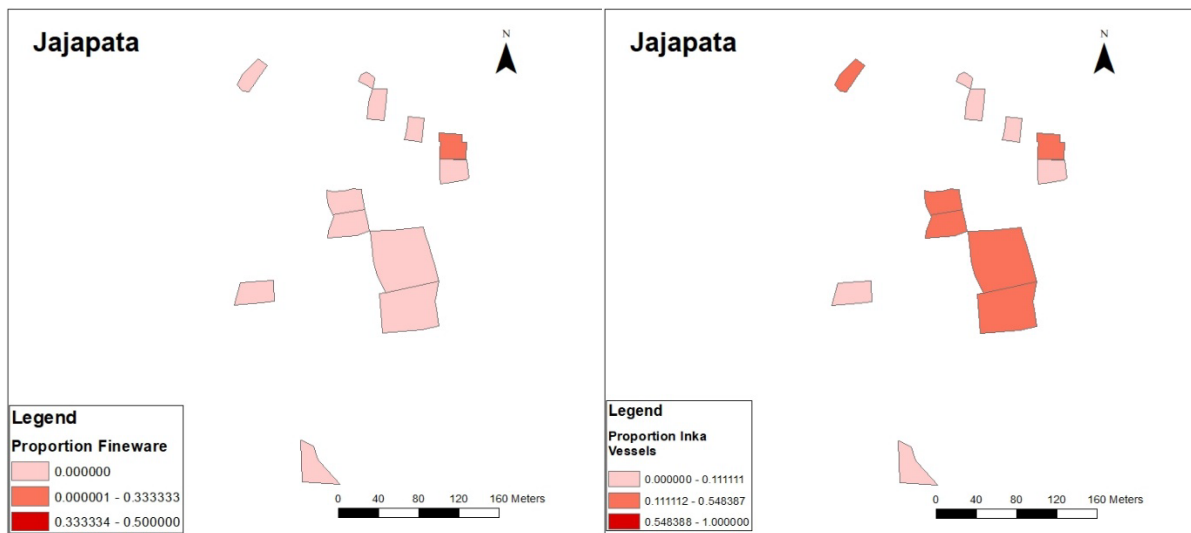 Jajapata
N
Legend
Proportion Fineware
0.000000
0.000001 - 0.333333
0.333334 - 0.500000
0 40 80 120 160 Meters
Jajapata
N
Legend
Proportion Inka
Vessels
0.000000 - 0.111111
0.111112 - 0.548387
0.548388 - 1.000000
0 40 80 120 160 Meters